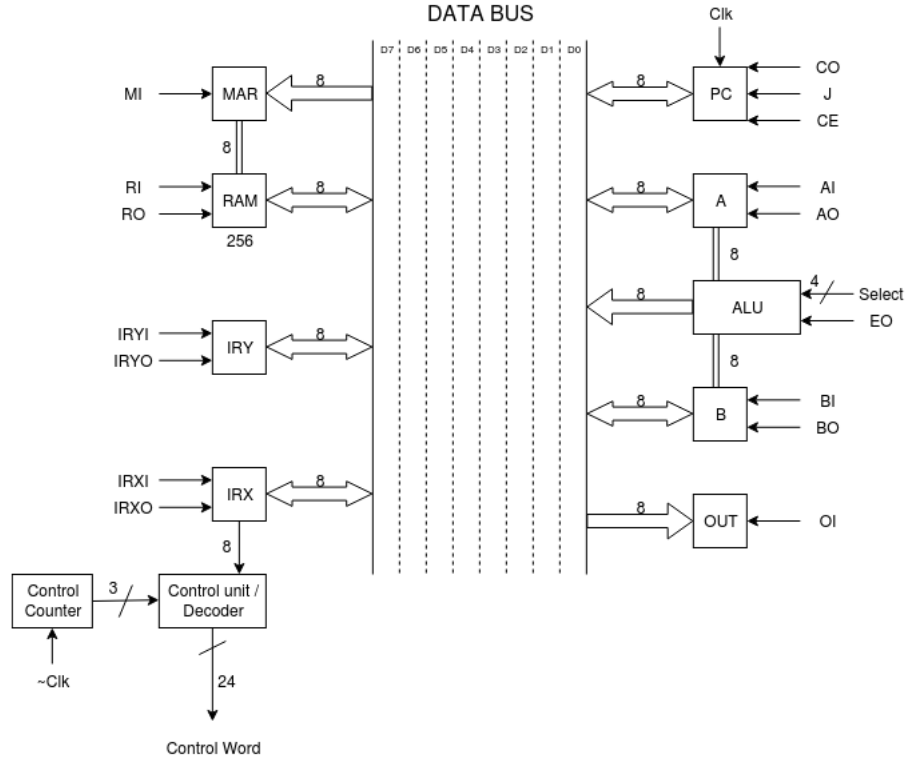 DATA BUS
Clk
D7 D6 D5 D4 D3 D2 D1 D0
MI
MAR
8
8
PC
CO
J
CE
8
RI
RO
RAM
8
256
8
A
AI
AO
8
8
ALU
4
Select
EO
IRYI
IRYO
IRY
8
8
8
B
BI
BO
IRXI
IRXO
IRX
8
8
OUT
OI
8
Control
Counter
3
Control unit /
Decoder
~Clk
24
Control Word